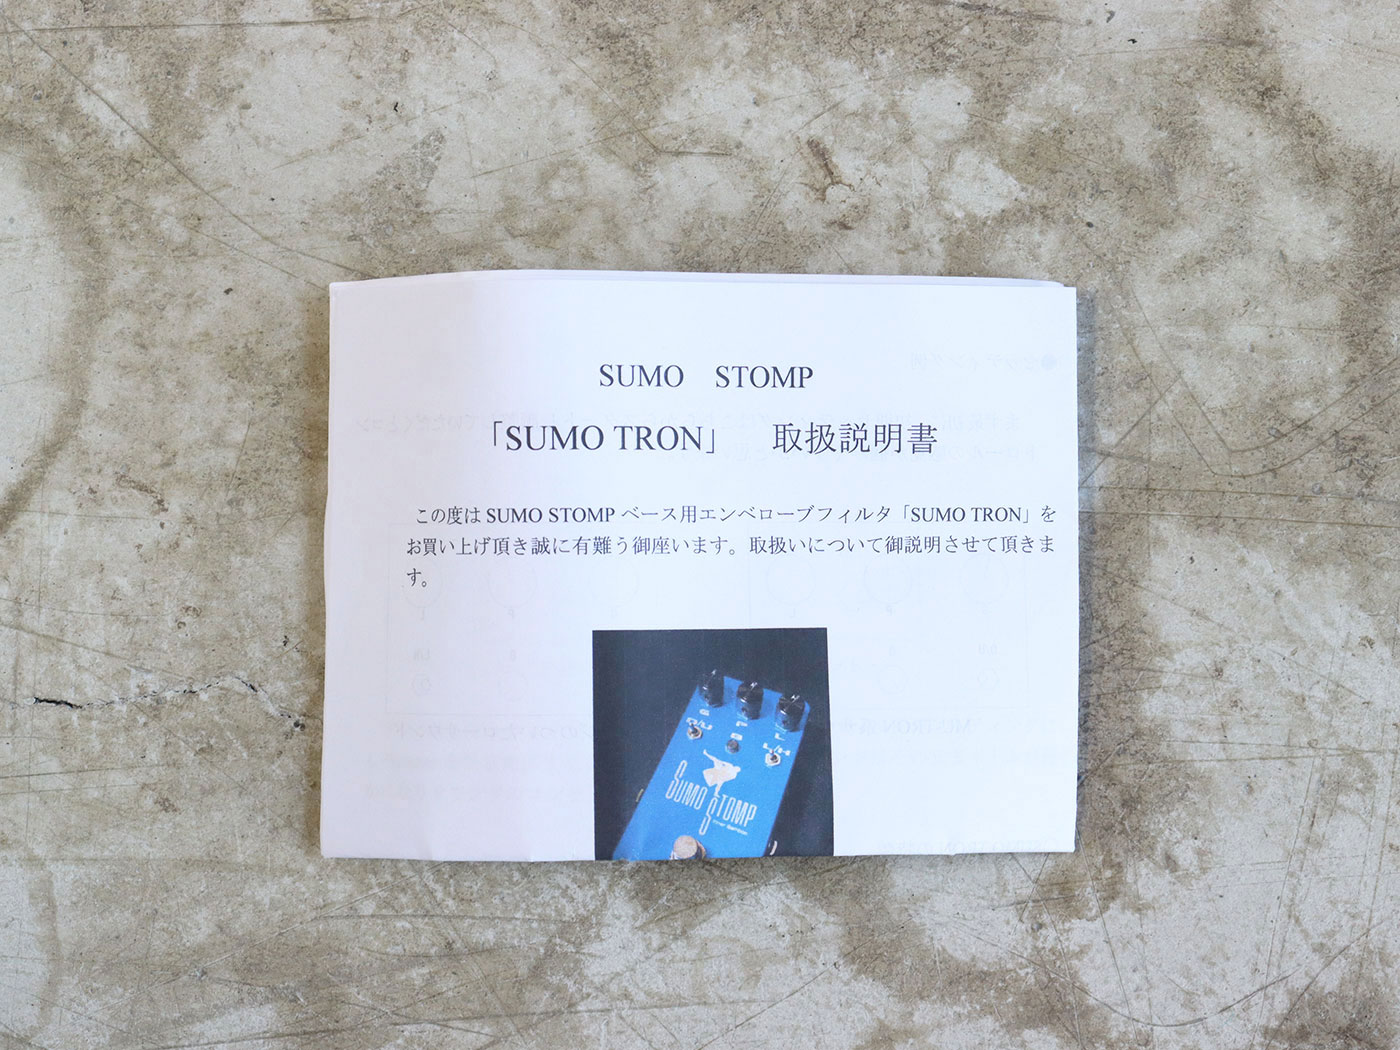 SUMO STOMP
「SUMO TRON」 取扱説明書
この度は SUMO STOMP ベース用エンベローブフィルタ「SUMO TRON」を
お買い上げ頂き誠に有難う御座います。取扱いについて御説明させて頂きま
す。
SUMO STOMP